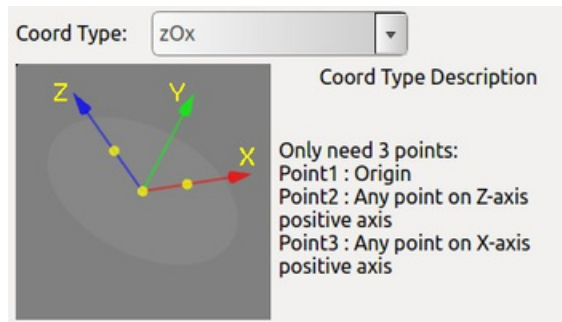 Coord Type: zOx
Coord Type Description
Z
Y
X
Only need 3 points:
Point1 : Origin
Point2 : Any point on Z-axis
positive axis
Point3 : Any point on X-axis
positive axis